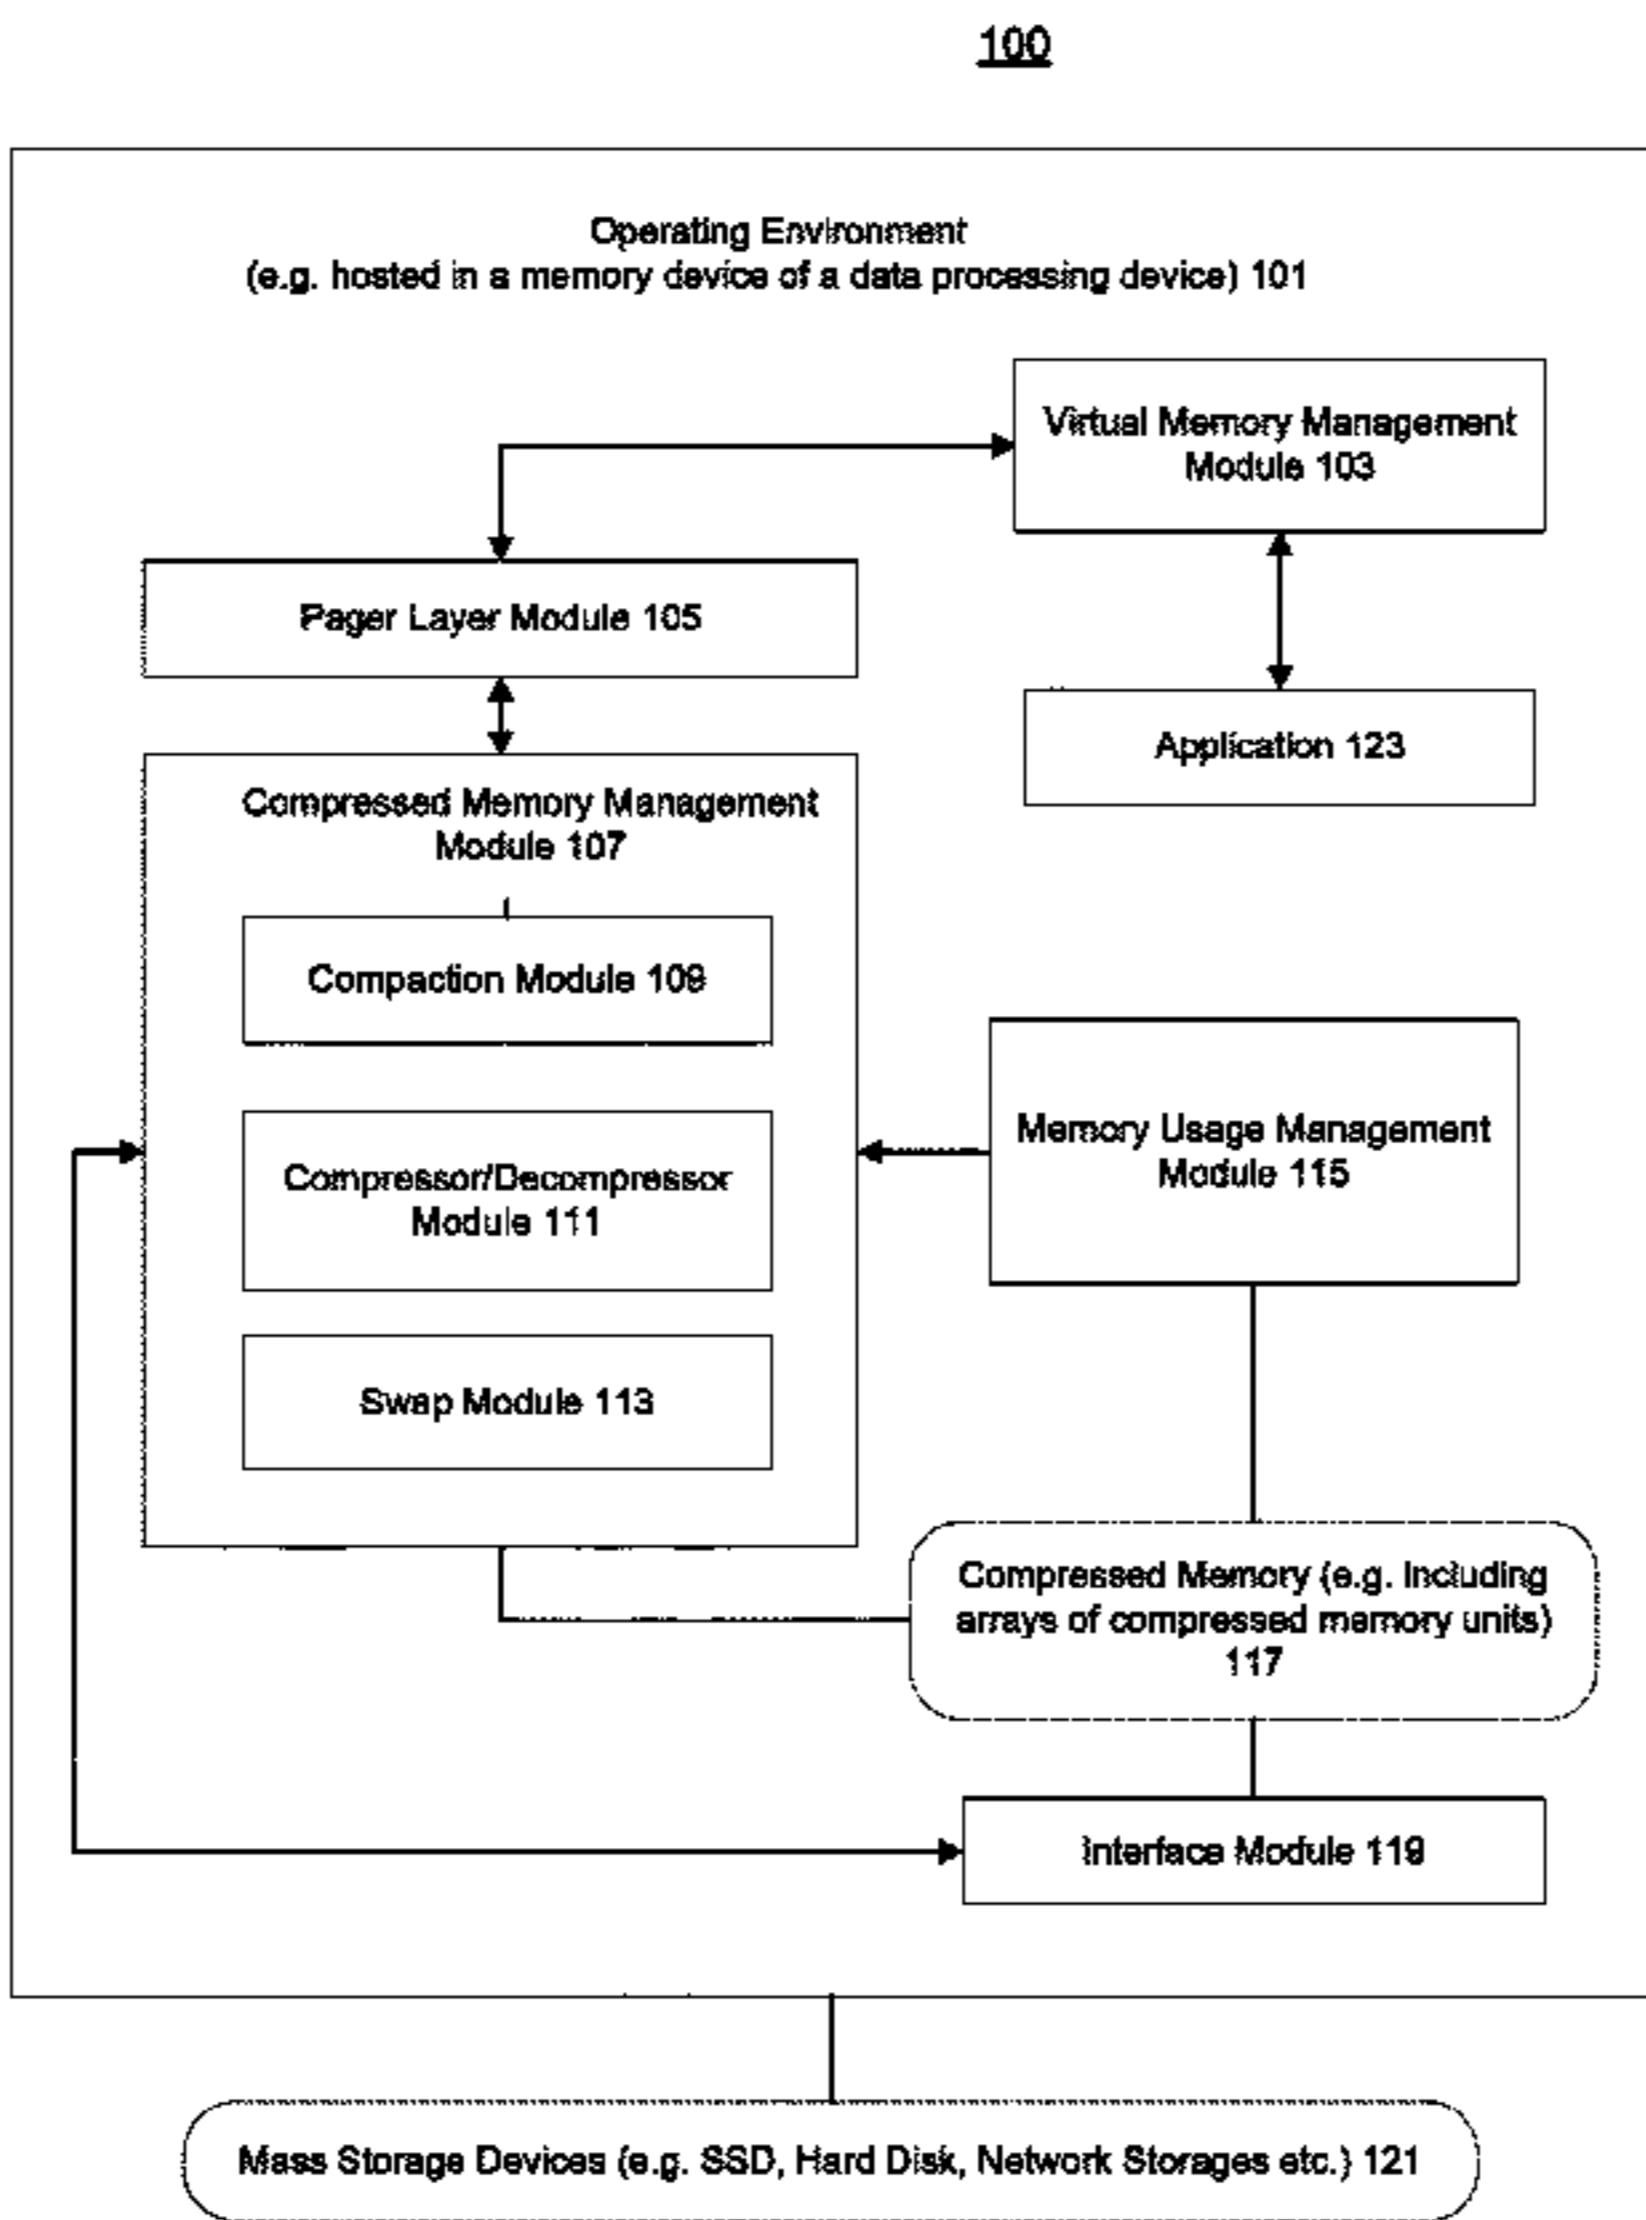 100
Operating Environment
(e.g. hosted in a memory device of a data processing device) 101
Virtual Memory Management
Module 103
Pager Layer Module 105
Application 123
Compressed Memory Management
Module 107
Compaction Module 109
Compressor/Decompressor
Module 111
Memory Usage Management
Module 115
Swap Module 113
Compressed Memory (e.g. Including
arrays of compressed memory units)
117
Interface Module 119
Mass Storage Devices (e.g. SSD, Hard Disk, Network Storages etc.) 121